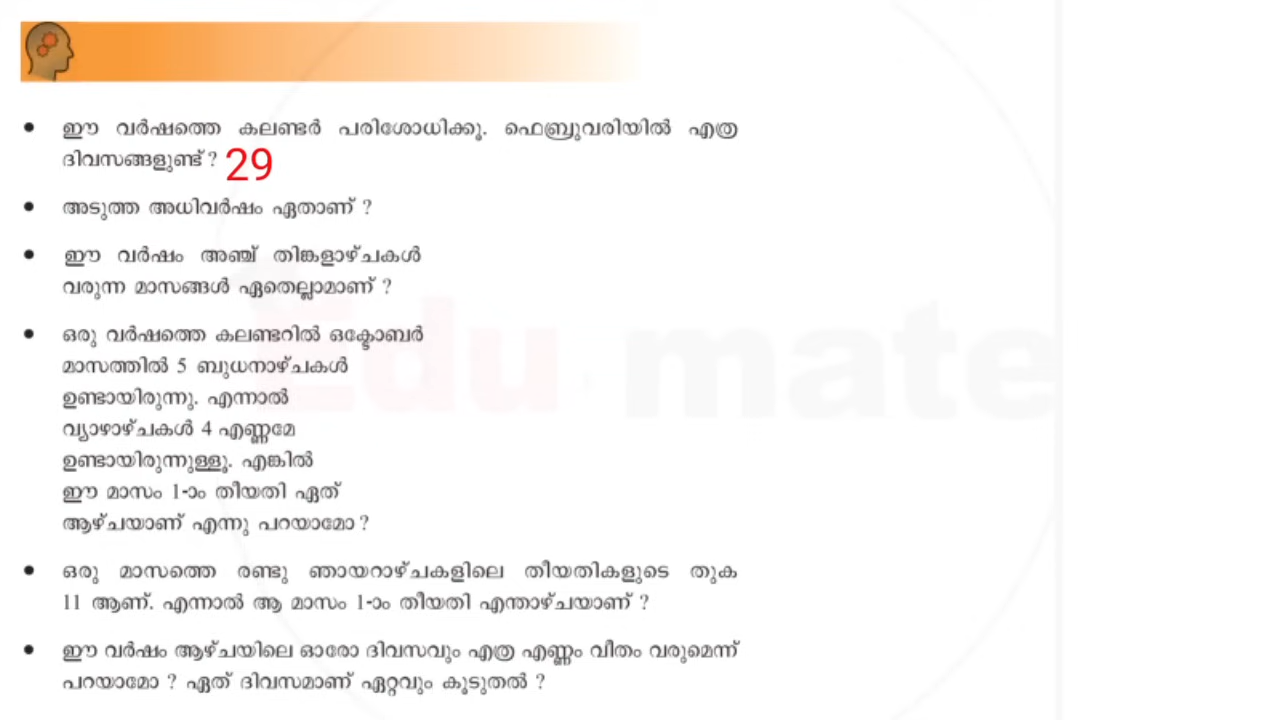 • ഈ വർഷത്തെ കലണ്ടർ പരിശോധിക്കൂ. ഫെബ്രുവരിയിൽ എത്ര
ദിവസങ്ങളുണ്ട് ? 29
• അടുത്ത അധിവർഷം ഏതാണ് ?
• ഈ വർഷം അഞ്ച് തിങ്കളാഴ്ചകൾ
വരുന്ന മാസങ്ങൾ ഏതെല്ലാമാണ് ?
• ഒരു വർഷത്തെ കലണ്ടറിൽ ഒക്ടോബർ
മാസത്തിൽ 5 ബുധനാഴ്ചകൾ
ഉണ്ടായിരുന്നു. എന്നാൽ
വ്യാഴാഴ്ചകൾ 4 എണ്ണമേ
ഉണ്ടായിരുന്നുള്ളൂ. എങ്കിൽ
ഈ മാസം 1-ാം തീയതി ഏത്
ആഴ്ചയാണ് എന്നു പറയാമോ ?
• ഒരു മാസത്തെ രണ്ടു ഞായറാഴ്ചകളിലെ തീയതികളുടെ തുക
11 ആണ്. എന്നാൽ ആ മാസം 1-ാം തീയതി എന്താഴ്ചയാണ് ?
• ഈ വർഷം ആഴ്ചയിലെ ഓരോ ദിവസവും എത്ര എണ്ണം വീതം വരുമെന്ന്
പറയാമോ ? ഏത് ദിവസമാണ് ഏറ്റവും കൂടുതൽ ?
Edu mate